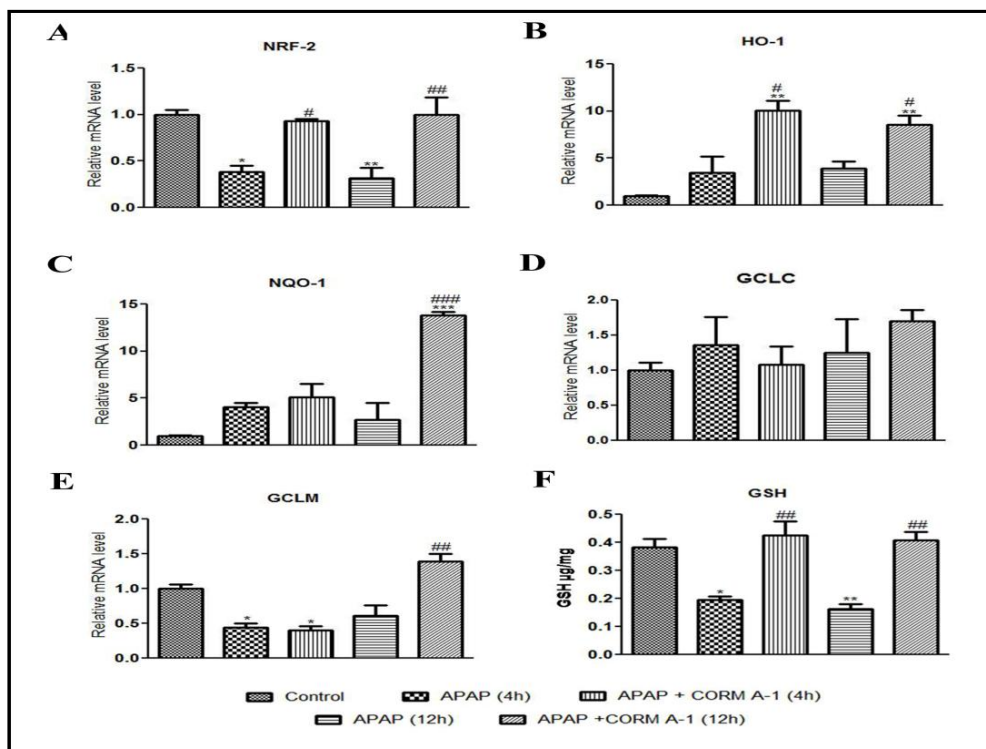 A
NRF-2
Relative mRNA level
1.5
1.0
0.5
0.0
*
#
**
##
B
HO-1
Relative mRNA level
15
10
5
0
#
**
#
**
C
NQO-1
Relative mRNA level
15
10
5
0
###
***
D
GCLC
Relative mRNA level
2.0
1.5
1.0
0.5
0.0
E
GCLM
Relative mRNA level
2.0
1.5
1.0
0.5
0.0
*
*
##
F
GSH
GSH µg/mg
0.5
0.4
0.3
0.2
0.1
0.0
*
##
**
##
Control APAP (4h) APAP + CORM A-1 (4h)
APAP (12h) APAP +CORM A-1 (12h)